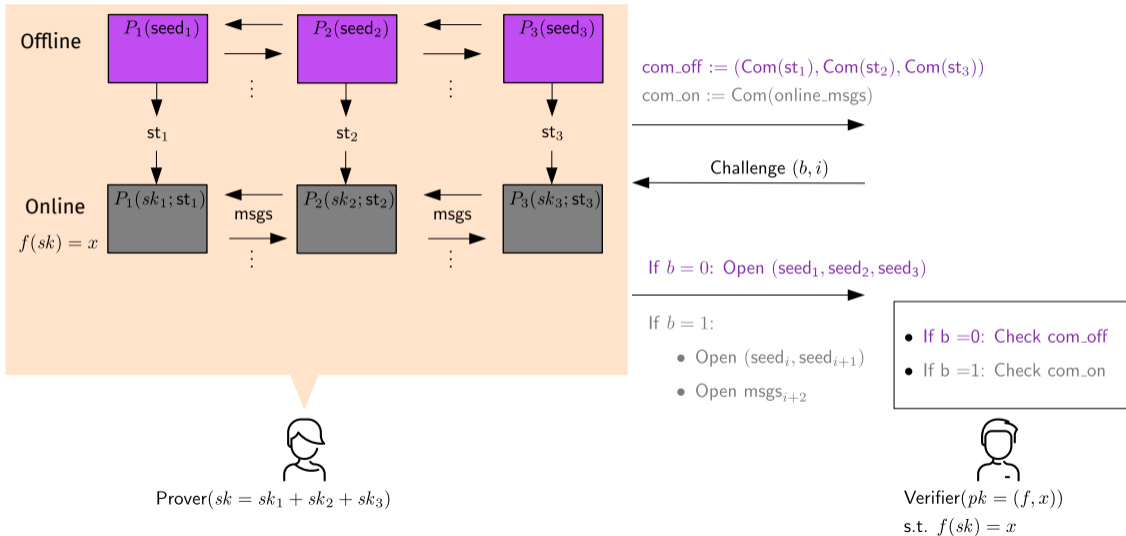 Offline
P₁(seed₁)
P₂(seed₂)
P₃(seed₃)
⋮
⋮
st₁
st₂
st₃
Online
f(sk) = x
P₁(sk₁; st₁)
msgs
P₂(sk₂; st₂)
msgs
P₃(sk₃; st₃)
⋮
⋮
com_off := (Com(st₁), Com(st₂), Com(st₃))
com_on := Com(online_msgs)
Challenge (b, i)
If b = 0: Open (seed₁, seed₂, seed₃)
If b = 1:
• Open (seedᵢ, seedᵢ₊₁)
• Open msgsᵢ₊₂
• If b =0: Check com_off
• If b =1: Check com_on
Prover(sk = sk₁ + sk₂ + sk₃)
Verifier(pk = (f, x))
s.t. f(sk) = x